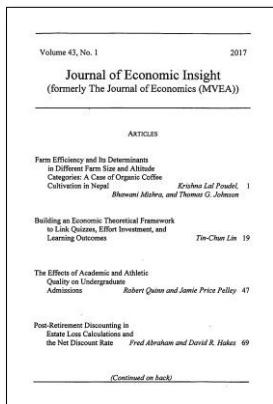 Volume 43, No. 1 2017
Journal of Economic Insight
(formerly The Journal of Economics (MVEA))
ARTICLES
Farm Efficiency and Its Determinants
in Different Farm Size and Altitude
Categories: A Case of Organic Coffee
Cultivation in Nepal Krishna Lal Poudel, 1
Bhawani Mishra, and Thomas G. Johnson
Building an Economic Theoretical Framework
to Link Quizzes, Effort Investment, and
Learning Outcomes Tin-Chun Lin 19
The Effects of Academic and Athletic
Quality on Undergraduate
Admissions Robert Quinn and Jamie Price Pelley 47
Post-Retirement Discounting in
Estate Loss Calculations and
the Net Discount Rate Fred Abraham and David R. Hakes 69
(Continued on back)